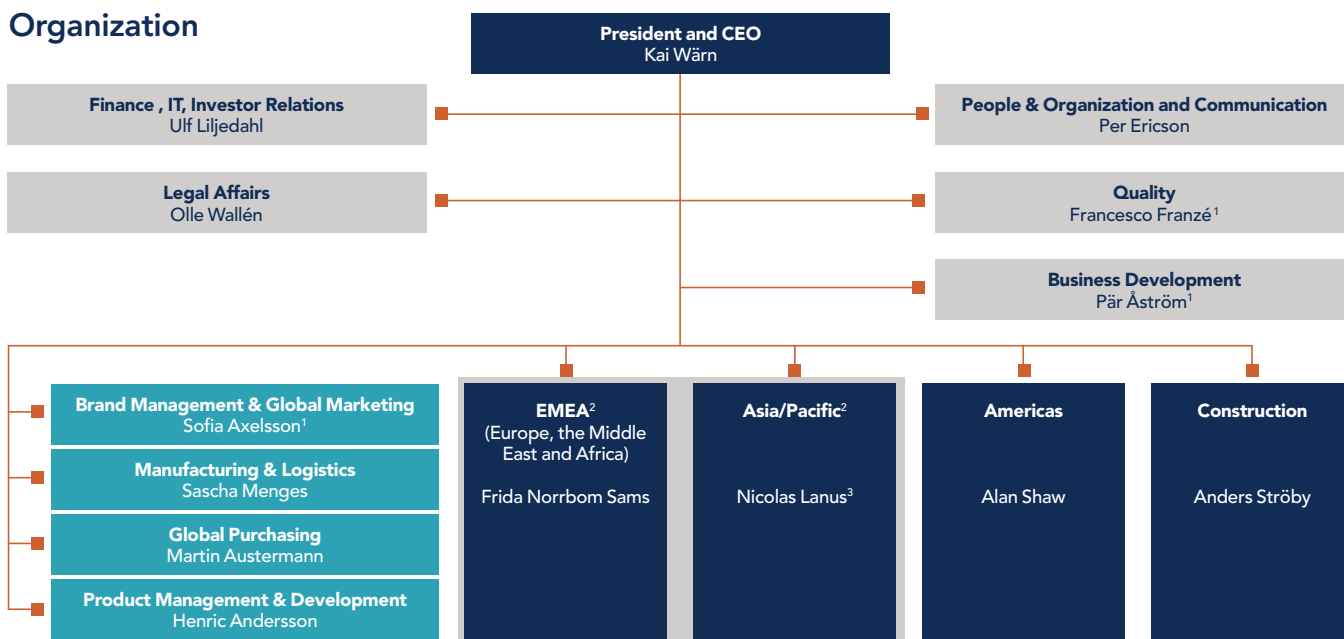 Organization
President and CEO
Kai Wärn
Finance , IT, Investor Relations
Ulf Liljedahl
People & Organization and Communication
Per Ericson
Legal Affairs
Olle Wallén
Quality
Francesco Franzé¹
Business Development
Pär Åström¹
Brand Management & Global Marketing
Sofia Axelsson¹
Manufacturing & Logistics
Sascha Menges
Global Purchasing
Martin Austermann
Product Management & Development
Henric Andersson
EMEA²
(Europe, the Middle
East and Africa)
Frida Norrbom Sams
Asia/Pacific²
Nicolas Lanus³
Americas
Alan Shaw
Construction
Anders Ströby